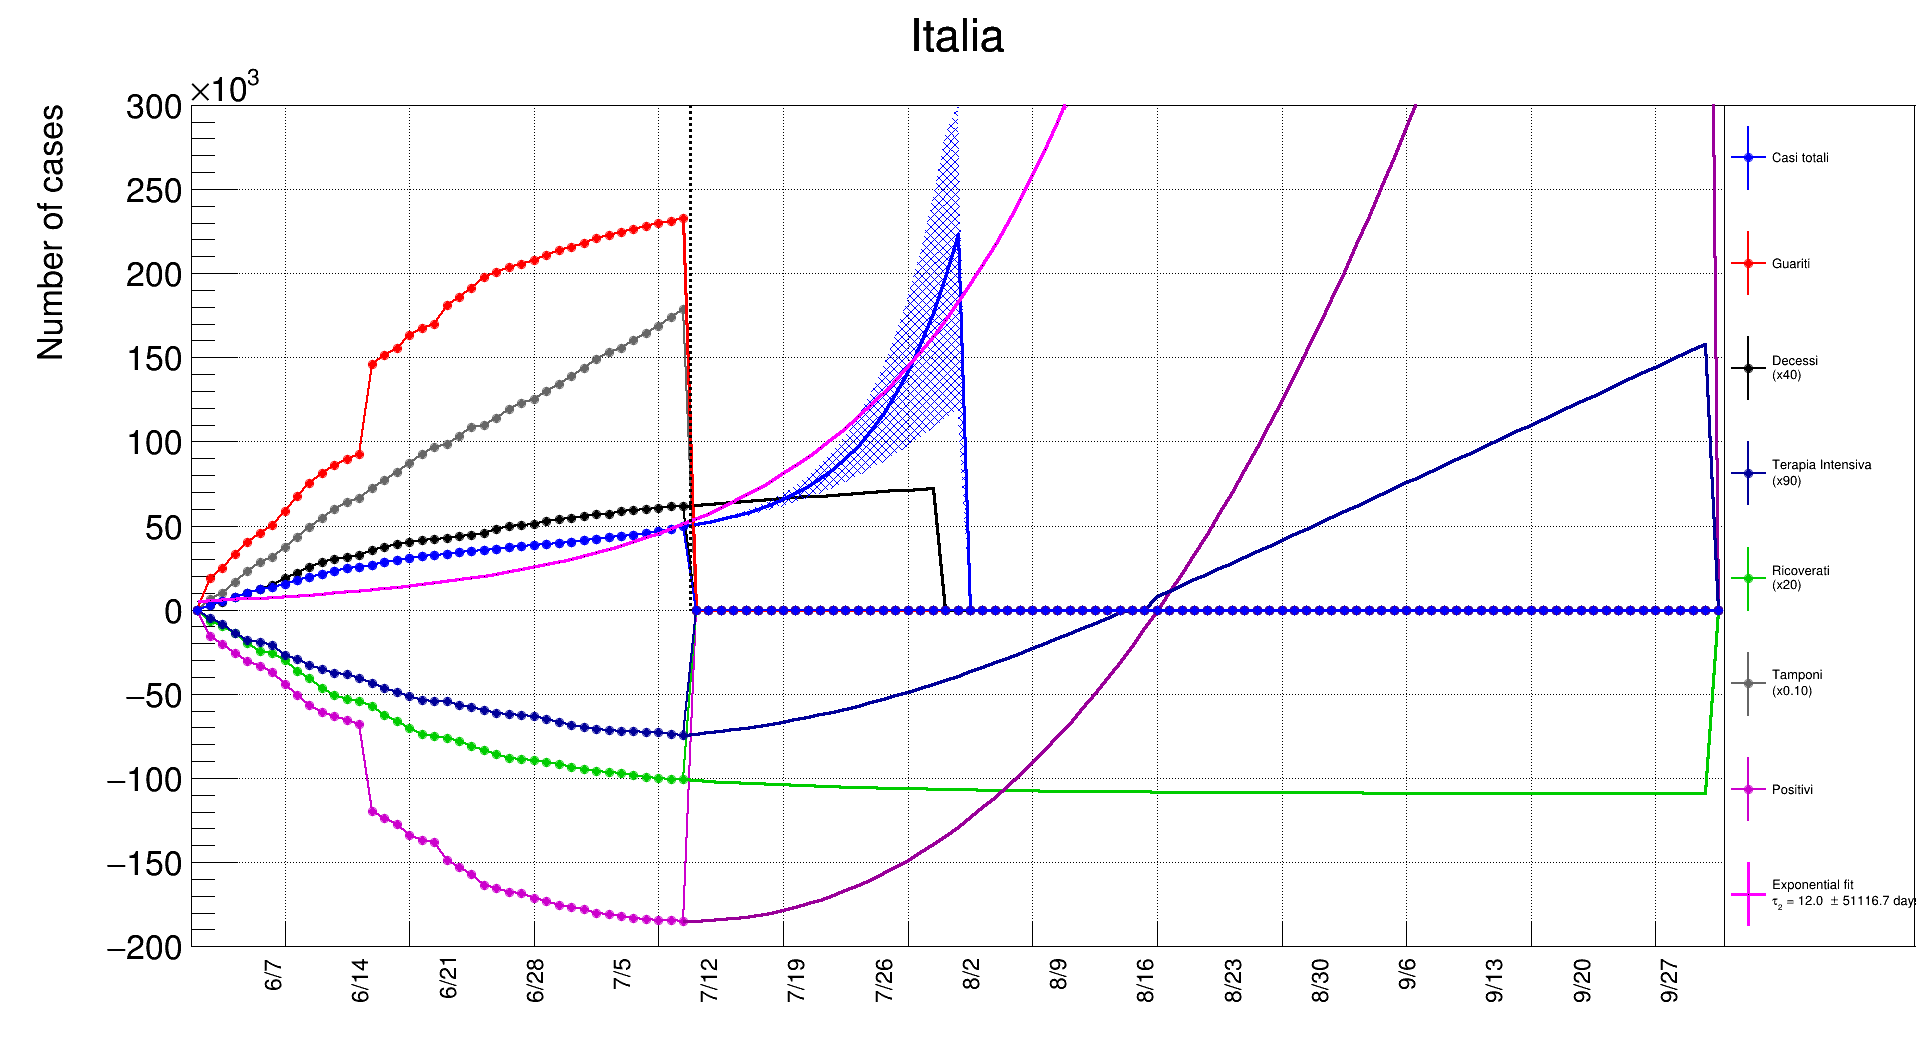 Italia
×10³
Number of cases
300
250
200
150
100
50
0
−50
−100
−150
−200
6/7
6/14
6/21
6/28
7/5
7/12
7/19
7/26
8/2
8/9
8/16
8/23
8/30
9/6
9/13
9/20
9/27
Casi totali
Guariti
Decessi
(x40)
Terapia Intensiva
(x90)
Ricoverati
(x20)
Tamponi
(x0.10)
Positivi
Exponential fit
τ₂ = 12.0 ± 51116.7 days